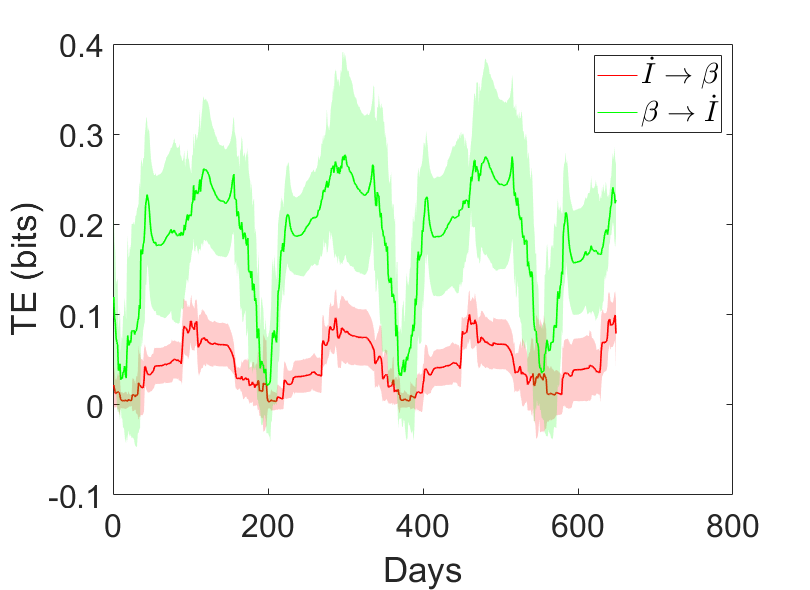 0.4
0.3
0.2
0.1
0
-0.1
TE (bits)
0 200 400 600 800
Days
İ → β
β → İ